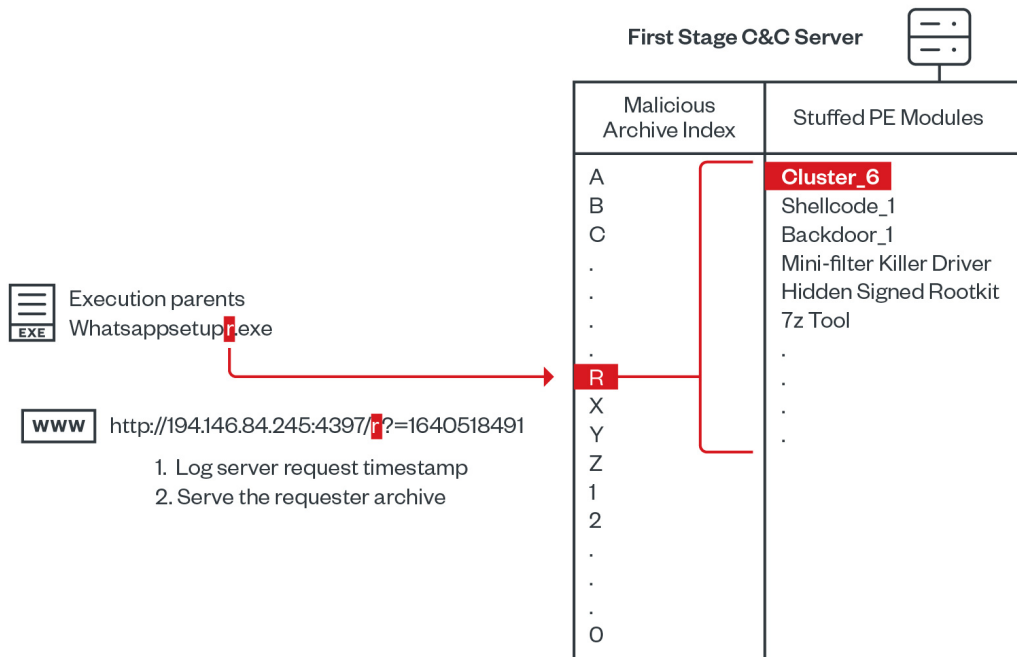 First Stage C&C Server
Malicious
Archive Index
Stuffed PE Modules
A
B
C
.
.
.
.
R
X
Y
Z
1
2
.
.
.
0
Cluster_6
Shellcode_1
Backdoor_1
Mini-filter Killer Driver
Hidden Signed Rootkit
7z Tool
.
.
.
.
EXE
Execution parents
Whatsappsetupr.exe
www
http://194.146.84.245:4397/r?=1640518491
1. Log server request timestamp
2. Serve the requester archive